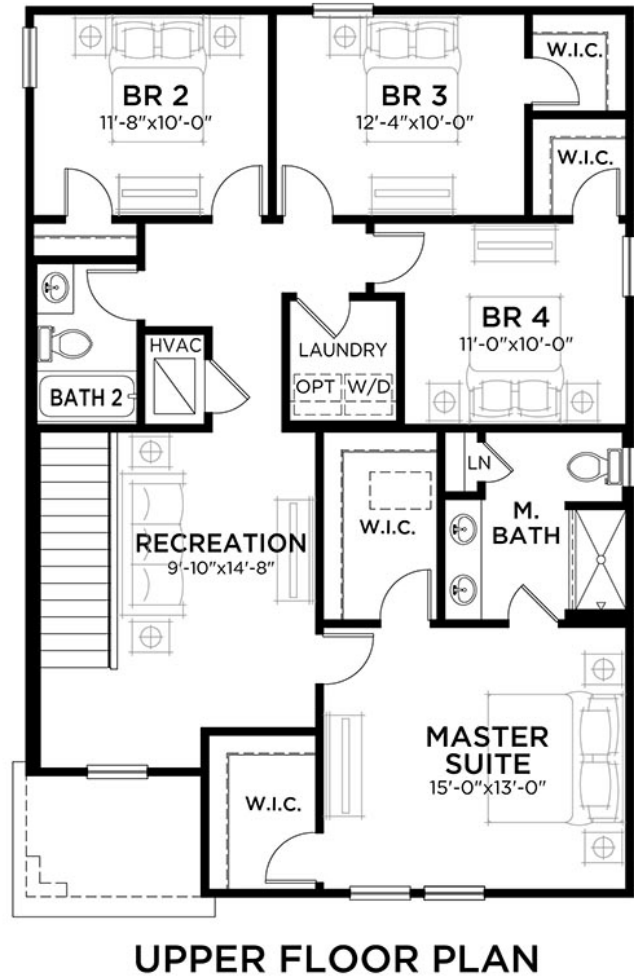 W.I.C.
BR 2
11'-8"x10'-0"
BR 3
12'-4"x10'-0"
W.I.C.
BR 4
11'-0"x10'-0"
HVAC
LAUNDRY
OPT W/D
BATH 2
LN
M.
BATH
W.I.C.
RECREATION
9'-10"x14'-8"
MASTER
SUITE
15'-0"x13'-0"
W.I.C.
UPPER FLOOR PLAN